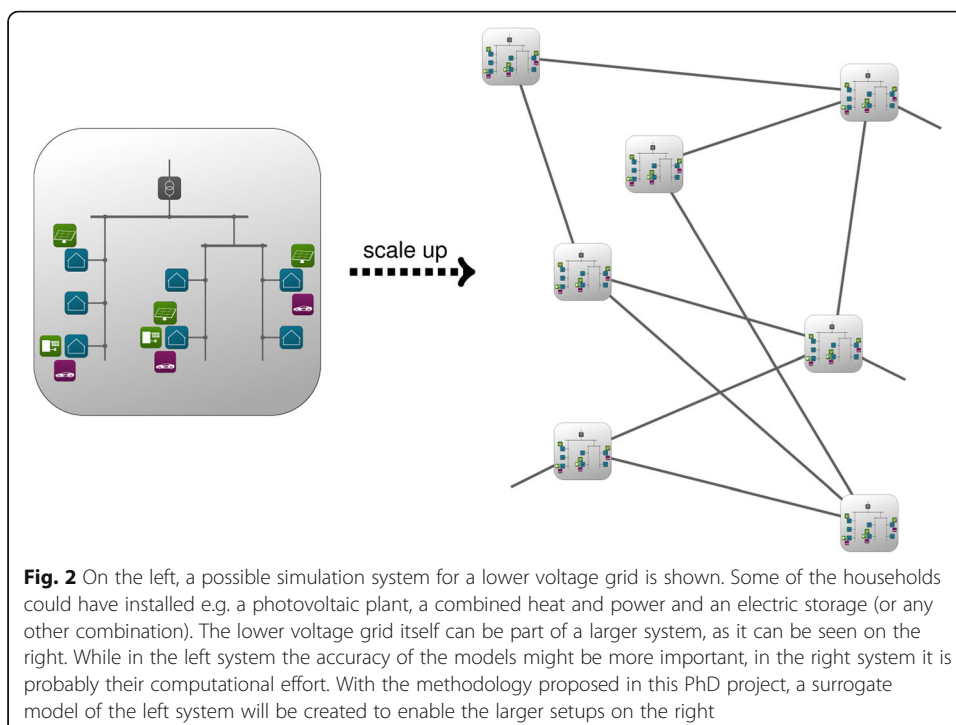 scale up
Fig. 2 On the left, a possible simulation system for a lower voltage grid is shown. Some of the households
could have installed e.g. a photovoltaic plant, a combined heat and power and an electric storage (or any
other combination). The lower voltage grid itself can be part of a larger system, as it can be seen on the
right. While in the left system the accuracy of the models might be more important, in the right system it is
probably their computational effort. With the methodology proposed in this PhD project, a surrogate
model of the left system will be created to enable the larger setups on the right